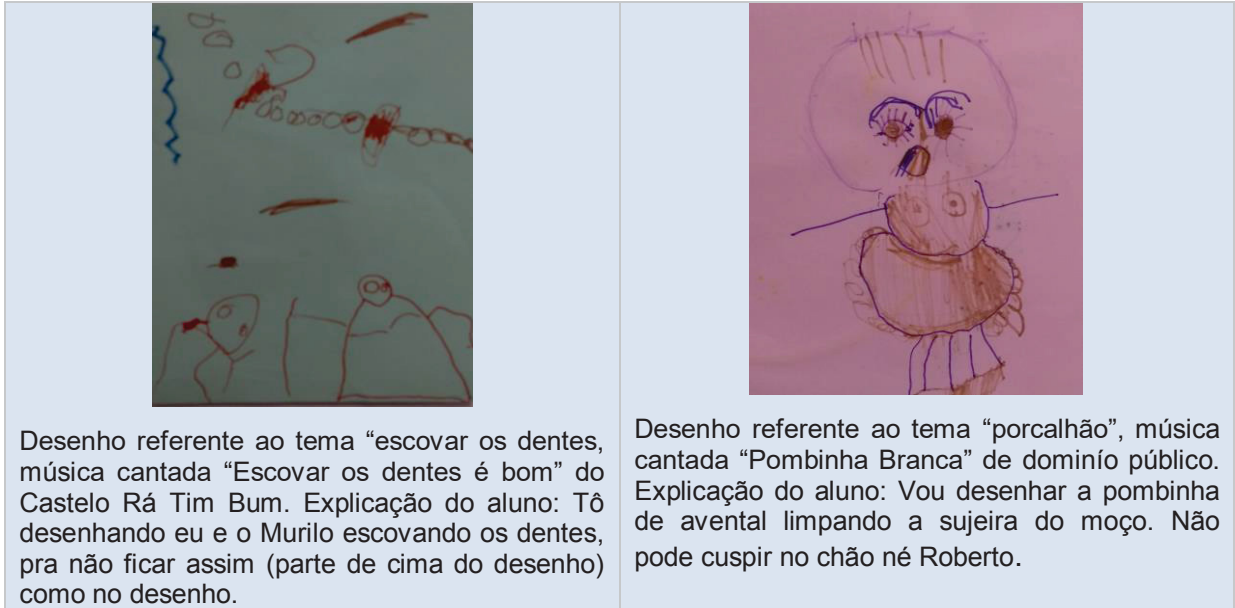 Desenho referente ao tema “escovar os dentes,
música cantada “Escovar os dentes é bom” do
Castelo Rá Tim Bum. Explicação do aluno: Tô
desenhando eu e o Murilo escovando os dentes,
pra não ficar assim (parte de cima do desenho)
como no desenho.
Desenho referente ao tema “porcalhão”, música
cantada “Pombinha Branca” de domínío público.
Explicação do aluno: Vou desenhar a pombinha
de avental limpando a sujeira do moço. Não
pode cuspir no chão né Roberto.